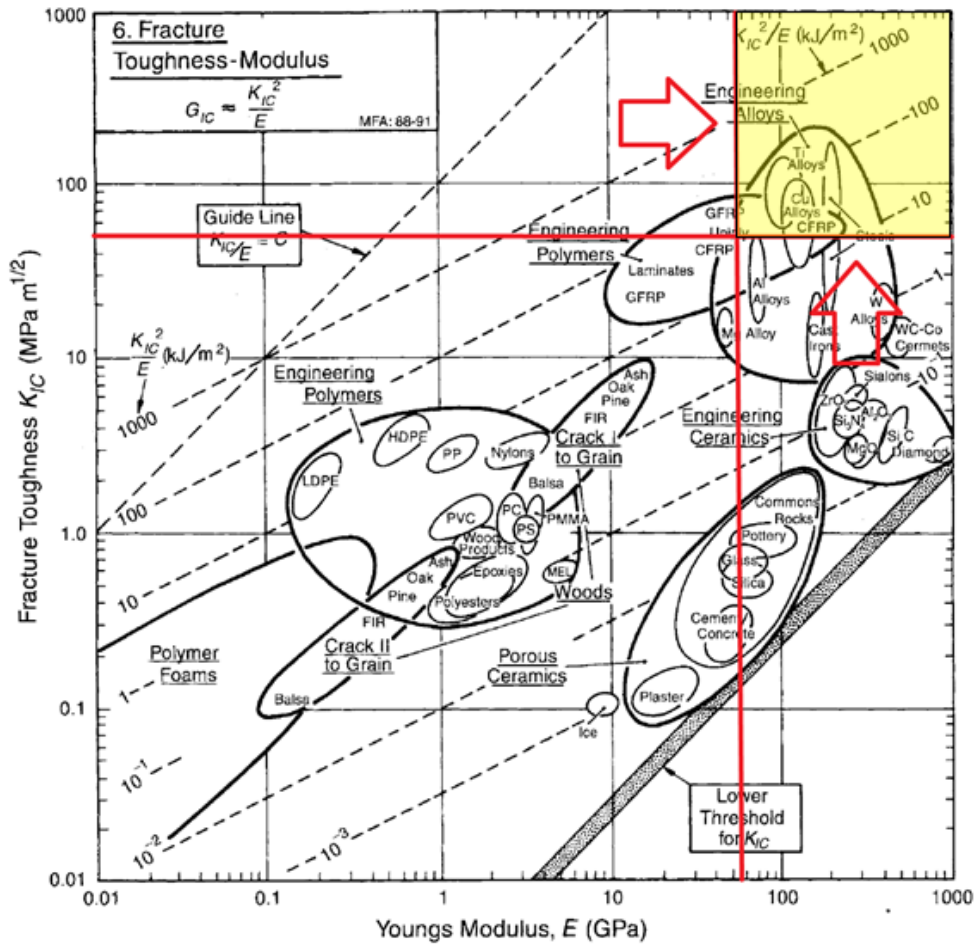 6. Fracture
Toughness-Modulus
G_IC ≈ K_IC²/E
MFA: 88-91
K_IC²/E (kJ/m²)
1000
Engineering
Alloys
100
Ti
Alloys
Cu
Alloys
CFRP
10
Guide Line
K_IC/E = C
Engineering
Polymers
GFRP
Uniply
CFRP
Steels
Laminates
GFRP
Al
Alloys
1
Mg Alloy
Cast
Irons
W
Alloys
WC-Co
Cermets
K_IC²/E (kJ/m²)
1000
Engineering
Polymers
Ash
Oak
Pine
FIR
Crack
to Grain
Balsa
Sialons
ZrO
Si₃N₄
Al₂O
MgO
Si C
Diamond
Engineering
Ceramics
LDPE
HDPE
PP
Nylons
100
PVC
PC
PS
PMMA
Wood
Products
Ash
Oak
Pine
FIR
Epoxies
Polyesters
MEL
Woods
Commons
Rocks
Pottery
Glass
Silica
Cement
Concrete
10
Polymer
Foams
Crack II
to Grain
Porous
Ceramics
1
Balsa
Plaster
Ice
10⁻¹
10⁻²
10⁻³
Lower
Threshold
for K_IC
Fracture Toughness K_IC (MPa m^1/2)
1000
100
10
1.0
0.1
0.01
0.01
0.1
1
10
100
1000
Youngs Modulus, E (GPa)